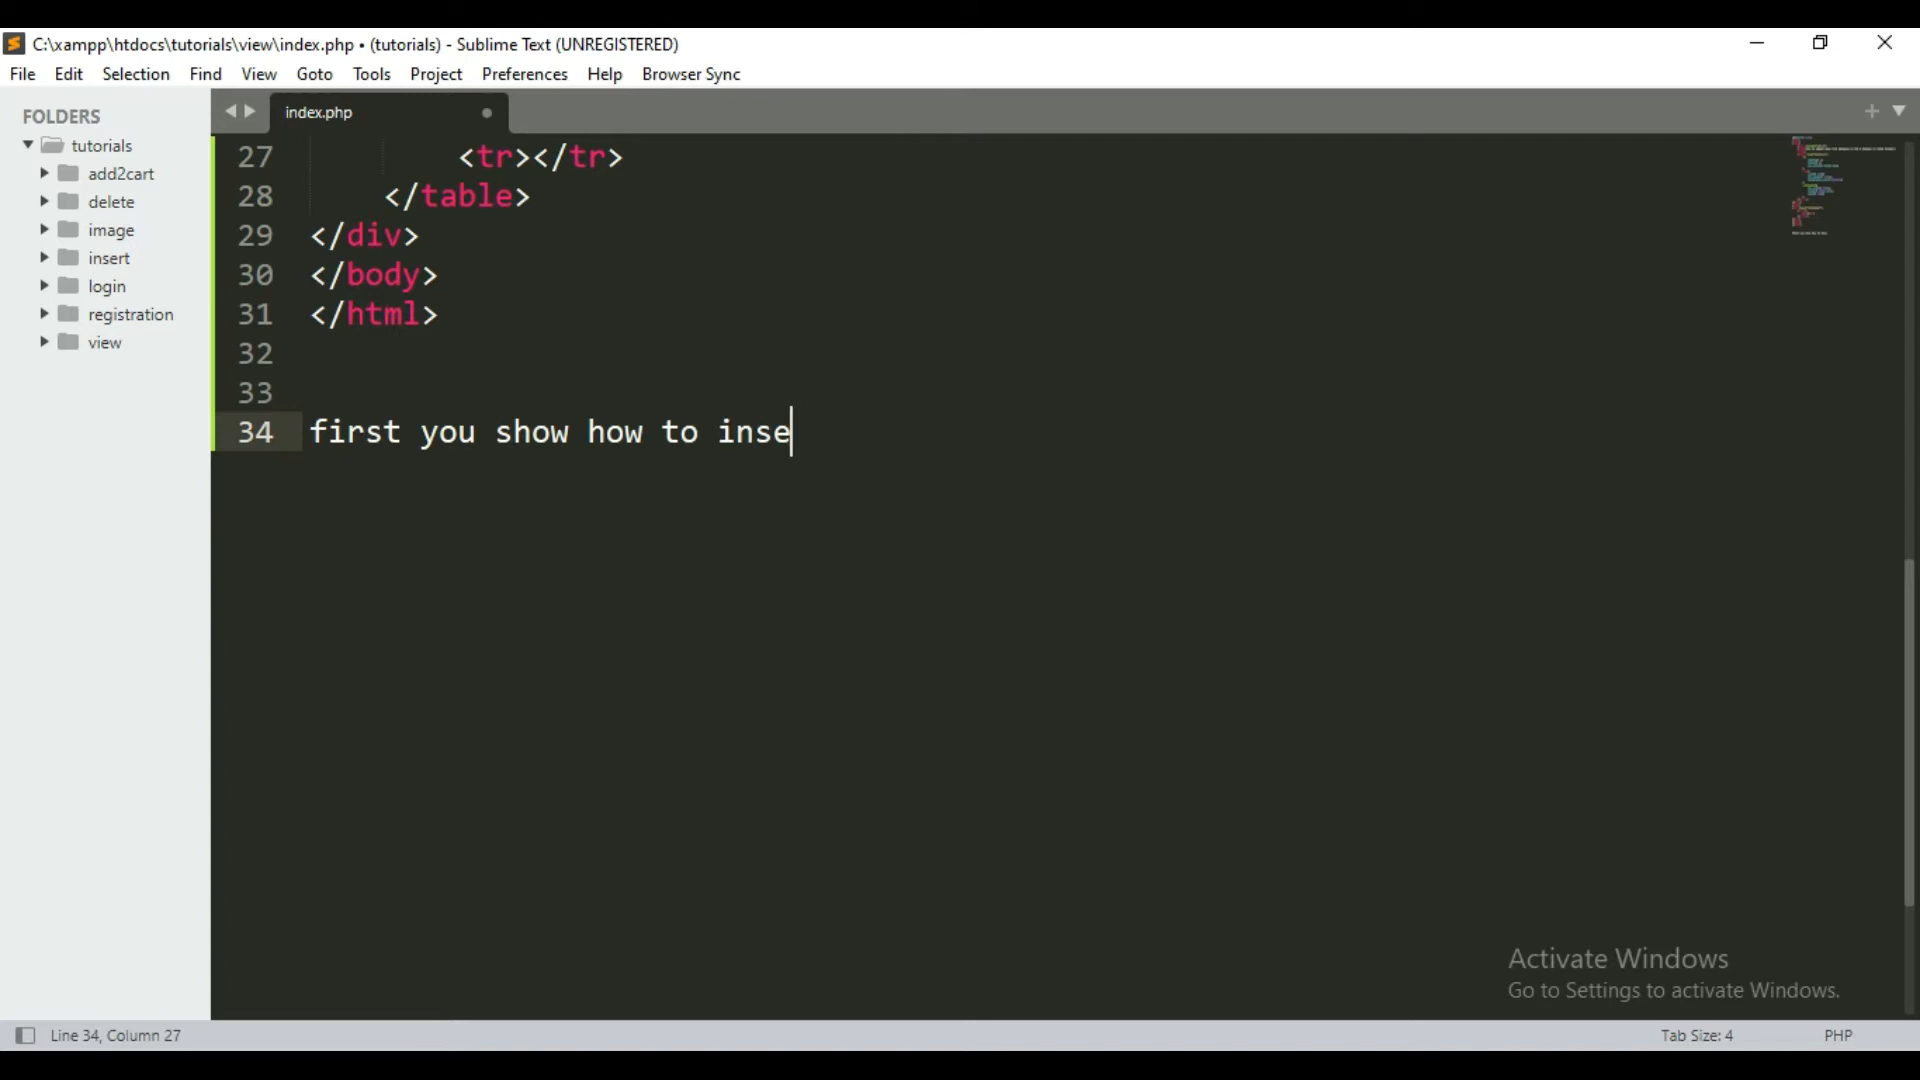 C:\xampp\htdocs\tutorials\view\index.php • (tutorials) - Sublime Text (UNREGISTERED)
File Edit Selection Find View Goto Tools Project Preferences Help Browser Sync
FOLDERS
tutorials
add2cart
delete
image
insert
login
registration
view
index.php
27 <tr></tr>
28 </table>
29 </div>
30 </body>
31 </html>
32
33
34 first you show how to inse
Activate Windows
Go to Settings to activate Windows.
Line 34, Column 27
Tab Size: 4
PHP